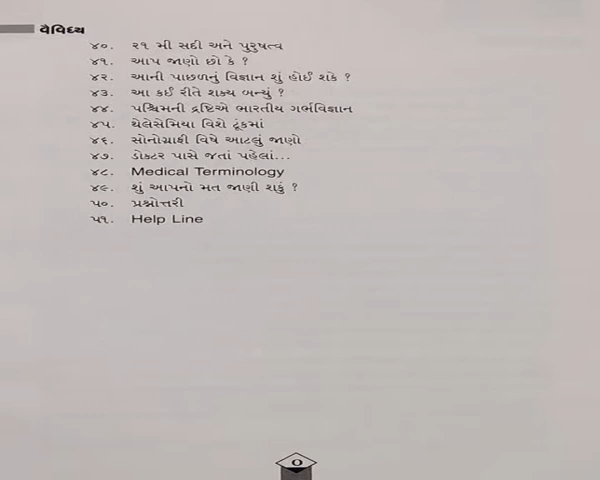 વૈવિધ્ય
૪૦. ૨૧ મી સદી અને પુરુષત્વ
૪૧. આપ જાણો છો કે ?
૪૨. આની પાછળનું વિજ્ઞાન શું હોઈ શકે ?
૪૩. આ કઈ રીતે શક્ય બન્યું ?
૪૪. પશ્ચિમની દ્રષ્ટિએ ભારતીય ગર્ભવિજ્ઞાન
૪૫. થેલેસેમિયા વિશે ટૂંકમાં
૪૬. સોનોગ્રાફી વિષે આટલું જાણો
૪૭. ડોક્ટર પાસે જતાં પહેલાં...
૪૮. Medical Terminology
૪૯. શું આપનો મત જાણી શકું ?
૫૦. પ્રશ્નોત્તરી
૫૧. Help Line
૦